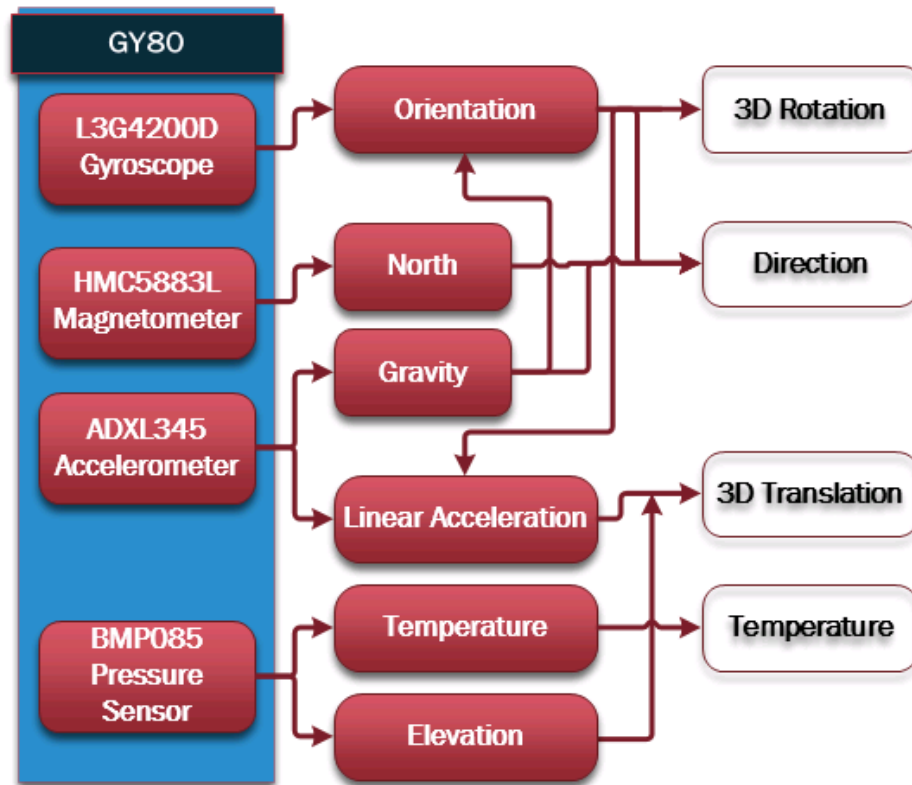 GY80
L3G4200D
Gyroscope
Orientation
3D Rotation
HMC5883L
Magnetometer
North
Direction
Gravity
ADXL345
Accelerometer
Linear Acceleration
3D Translation
BMP085
Pressure
Sensor
Temperature
Temperature
Elevation